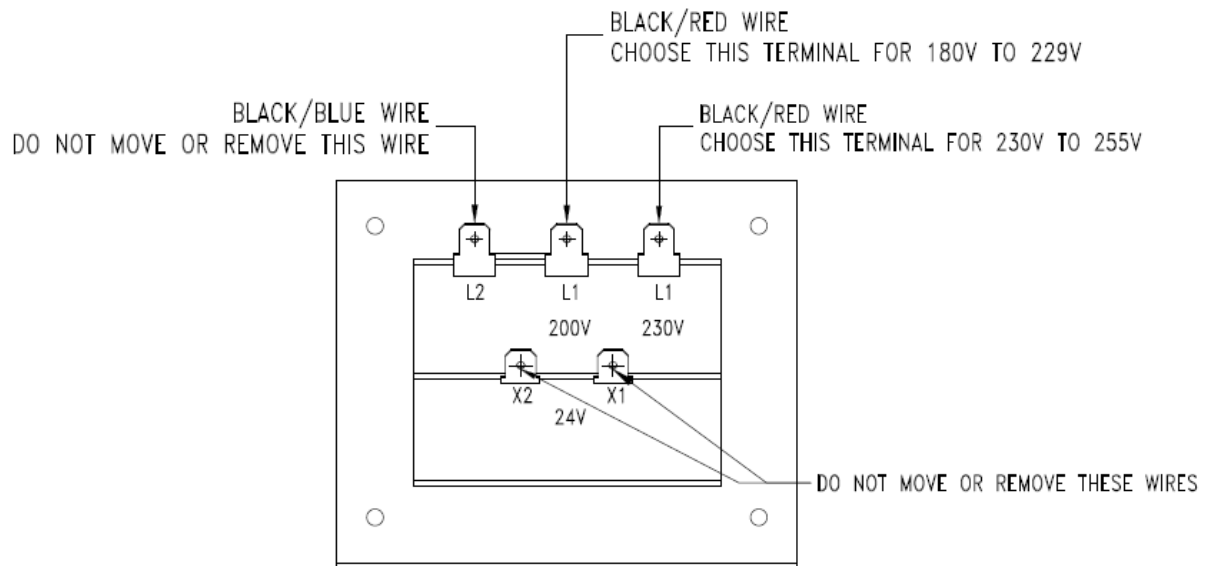 BLACK/RED WIRE
CHOOSE THIS TERMINAL FOR 180V TO 229V
BLACK/BLUE WIRE
DO NOT MOVE OR REMOVE THIS WIRE
BLACK/RED WIRE
CHOOSE THIS TERMINAL FOR 230V TO 255V
L2 L1 L1
200V 230V
X2 X1
24V
DO NOT MOVE OR REMOVE THESE WIRES